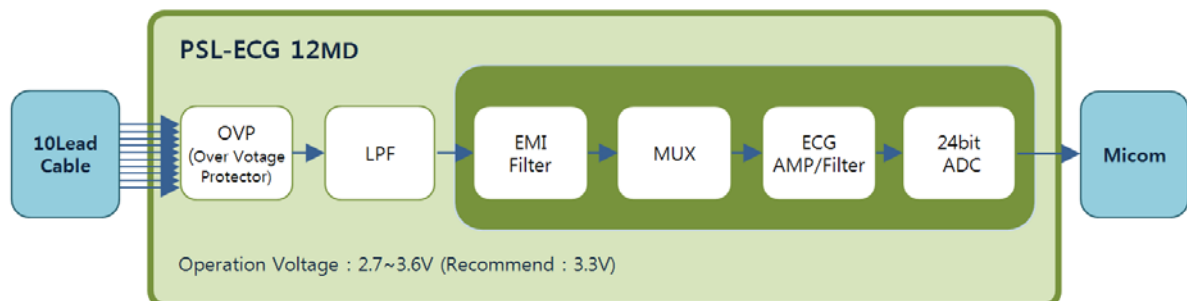 PSL-ECG 12MD
10Lead
Cable
OVP
(Over Votage
Protector)
LPF
EMI
Filter
MUX
ECG
AMP/Filter
24bit
ADC
Micom
Operation Voltage : 2.7~3.6V (Recommend : 3.3V)